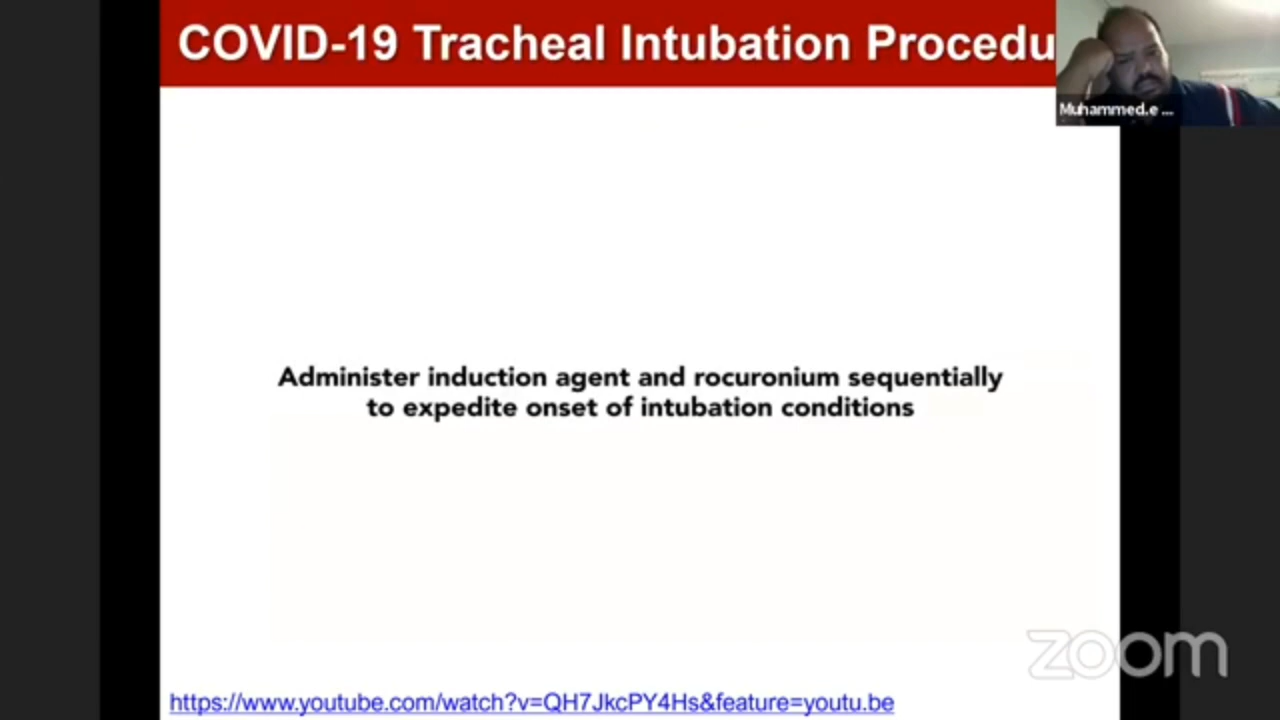 COVID-19 Tracheal Intubation Procedu
Muhammed.e ...
Administer induction agent and rocuronium sequentially
to expedite onset of intubation conditions
zoom
https://www.youtube.com/watch?v=QH7JkcPY4Hs&feature=youtu.be